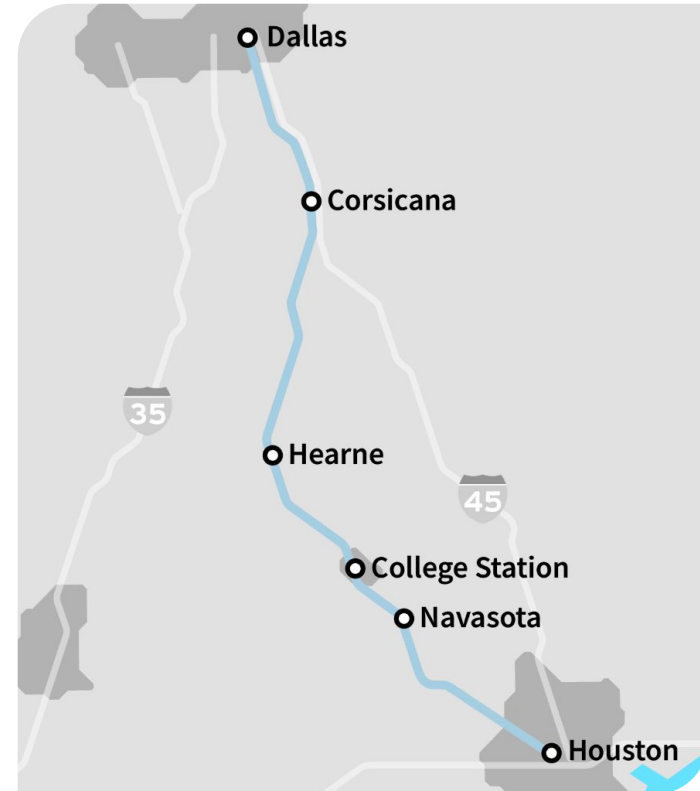 Dallas
Corsicana
35
Hearne
45
College Station
Navasota
Houston